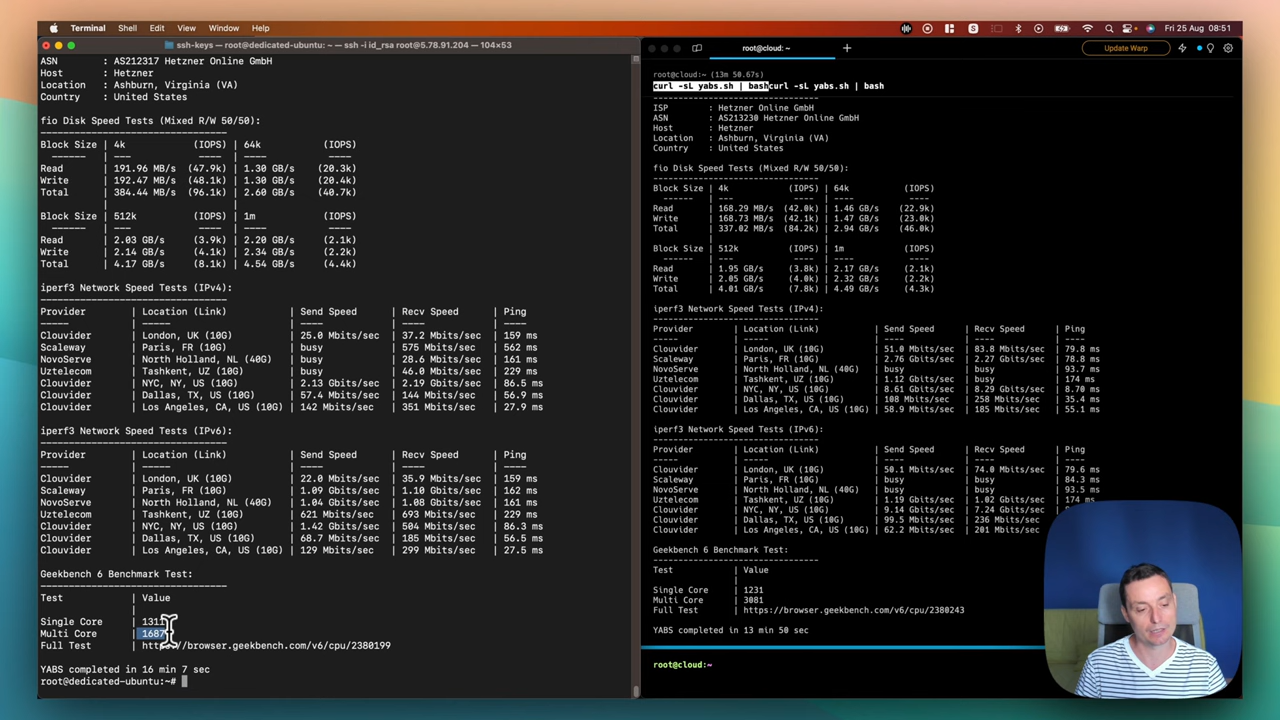 Terminal Shell Edit View Window Help
62 Fri 25 Aug 08:51
ssh-keys — root@dedicated-ubuntu: ~ — ssh -i id_rsa root@5.78.91.204 — 104×53
ASN : AS212317 Hetzner Online GmbH
Host : Hetzner
Location : Ashburn, Virginia (VA)
Country : United States
fio Disk Speed Tests (Mixed R/W 50/50):
---------------------------------
Block Size | 4k (IOPS) | 64k (IOPS)
------ | --- ---- | ---- ----
Read | 191.96 MB/s (47.9k) | 1.30 GB/s (20.3k)
Write | 192.47 MB/s (48.1k) | 1.30 GB/s (20.4k)
Total | 384.44 MB/s (96.1k) | 2.60 GB/s (40.7k)
| |
Block Size | 512k (IOPS) | 1m (IOPS)
------ | --- ---- | ---- ----
Read | 2.03 GB/s (3.9k) | 2.20 GB/s (2.1k)
Write | 2.14 GB/s (4.1k) | 2.34 GB/s (2.2k)
Total | 4.17 GB/s (8.1k) | 4.54 GB/s (4.4k)
iperf3 Network Speed Tests (IPv4):
---------------------------------
Provider | Location (Link) | Send Speed | Recv Speed | Ping
----- | ----- | ---- | ---- | ----
Clouvider | London, UK (10G) | 25.0 Mbits/sec | 37.2 Mbits/sec | 159 ms
Scaleway | Paris, FR (10G) | busy | 575 Mbits/sec | 562 ms
NovoServe | North Holland, NL (40G) | busy | 28.6 Mbits/sec | 161 ms
Uztelecom | Tashkent, UZ (10G) | busy | 46.0 Mbits/sec | 229 ms
Clouvider | NYC, NY, US (10G) | 2.13 Gbits/sec | 2.19 Gbits/sec | 86.5 ms
Clouvider | Dallas, TX, US (10G) | 57.4 Mbits/sec | 144 Mbits/sec | 56.9 ms
Clouvider | Los Angeles, CA, US (10G) | 142 Mbits/sec | 351 Mbits/sec | 27.9 ms
iperf3 Network Speed Tests (IPv6):
---------------------------------
Provider | Location (Link) | Send Speed | Recv Speed | Ping
----- | ----- | ---- | ---- | ----
Clouvider | London, UK (10G) | 22.0 Mbits/sec | 35.9 Mbits/sec | 159 ms
Scaleway | Paris, FR (10G) | 1.09 Gbits/sec | 1.10 Gbits/sec | 162 ms
NovoServe | North Holland, NL (40G) | 1.04 Gbits/sec | 1.08 Gbits/sec | 161 ms
Uztelecom | Tashkent, UZ (10G) | 621 Mbits/sec | 693 Mbits/sec | 229 ms
Clouvider | NYC, NY, US (10G) | 1.42 Gbits/sec | 504 Mbits/sec | 86.3 ms
Clouvider | Dallas, TX, US (10G) | 68.7 Mbits/sec | 185 Mbits/sec | 56.5 ms
Clouvider | Los Angeles, CA, US (10G) | 129 Mbits/sec | 299 Mbits/sec | 27.5 ms
Geekbench 6 Benchmark Test:
---------------------------------
Test | Value
|
Single Core | 1311
Multi Core | 1687
Full Test | https://browser.geekbench.com/v6/cpu/2380199
YABS completed in 16 min 7 sec
root@dedicated-ubuntu:~#
root@cloud: ~
Update Warp
root@cloud:~ (13m 50.67s)
curl -sL yabs.sh | bashcurl -sL yabs.sh | bash
---------------------------------
ISP : Hetzner Online GmbH
ASN : AS213230 Hetzner Online GmbH
Host : Hetzner
Location : Ashburn, Virginia (VA)
Country : United States
fio Disk Speed Tests (Mixed R/W 50/50):
---------------------------------
Block Size | 4k (IOPS) | 64k (IOPS)
------ | --- ---- | ---- ----
Read | 168.29 MB/s (42.0k) | 1.46 GB/s (22.9k)
Write | 168.73 MB/s (42.1k) | 1.47 GB/s (23.0k)
Total | 337.02 MB/s (84.2k) | 2.94 GB/s (46.0k)
| |
Block Size | 512k (IOPS) | 1m (IOPS)
------ | --- ---- | ---- ----
Read | 1.95 GB/s (3.8k) | 2.17 GB/s (2.1k)
Write | 2.05 GB/s (4.0k) | 2.32 GB/s (2.2k)
Total | 4.01 GB/s (7.8k) | 4.49 GB/s (4.3k)
iperf3 Network Speed Tests (IPv4):
---------------------------------
Provider | Location (Link) | Send Speed | Recv Speed | Ping
----- | ----- | ---- | ---- | ----
Clouvider | London, UK (10G) | 51.0 Mbits/sec | 83.8 Mbits/sec | 79.8 ms
Scaleway | Paris, FR (10G) | 2.76 Gbits/sec | 2.27 Gbits/sec | 78.8 ms
NovoServe | North Holland, NL (40G) | busy | busy | 93.7 ms
Uztelecom | Tashkent, UZ (10G) | 1.12 Gbits/sec | busy | 174 ms
Clouvider | NYC, NY, US (10G) | 8.61 Gbits/sec | 8.29 Gbits/sec | 8.70 ms
Clouvider | Dallas, TX, US (10G) | 108 Mbits/sec | 258 Mbits/sec | 35.4 ms
Clouvider | Los Angeles, CA, US (10G) | 58.9 Mbits/sec | 185 Mbits/sec | 55.1 ms
iperf3 Network Speed Tests (IPv6):
---------------------------------
Provider | Location (Link) | Send Speed | Recv Speed | Ping
----- | ----- | ---- | ---- | ----
Clouvider | London, UK (10G) | 50.1 Mbits/sec | 74.0 Mbits/sec | 79.6 ms
Scaleway | Paris, FR (10G) | busy | busy | 84.3 ms
NovoServe | North Holland, NL (40G) | busy | busy | 93.5 ms
Uztelecom | Tashkent, UZ (10G) | 1.19 Gbits/sec | 1.02 Gbits/sec | 174 ms
Clouvider | NYC, NY, US (10G) | 9.14 Gbits/sec | 7.24 Gbits/sec |
Clouvider | Dallas, TX, US (10G) | 99.5 Mbits/sec | 236 Mbits/sec |
Clouvider | Los Angeles, CA, US (10G) | 62.2 Mbits/sec | 201 Mbits/sec |
Geekbench 6 Benchmark Test:
---------------------------------
Test | Value
|
Single Core | 1231
Multi Core | 3081
Full Test | https://browser.geekbench.com/v6/cpu/2380243
YABS completed in 13 min 50 sec
root@cloud:~